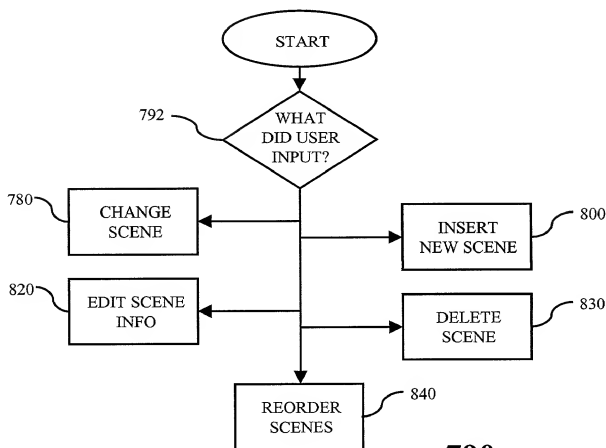 START
792
WHAT
DID USER
INPUT?
780
CHANGE
SCENE
800
INSERT
NEW SCENE
820
EDIT SCENE
INFO
830
DELETE
SCENE
840
REORDER
SCENES